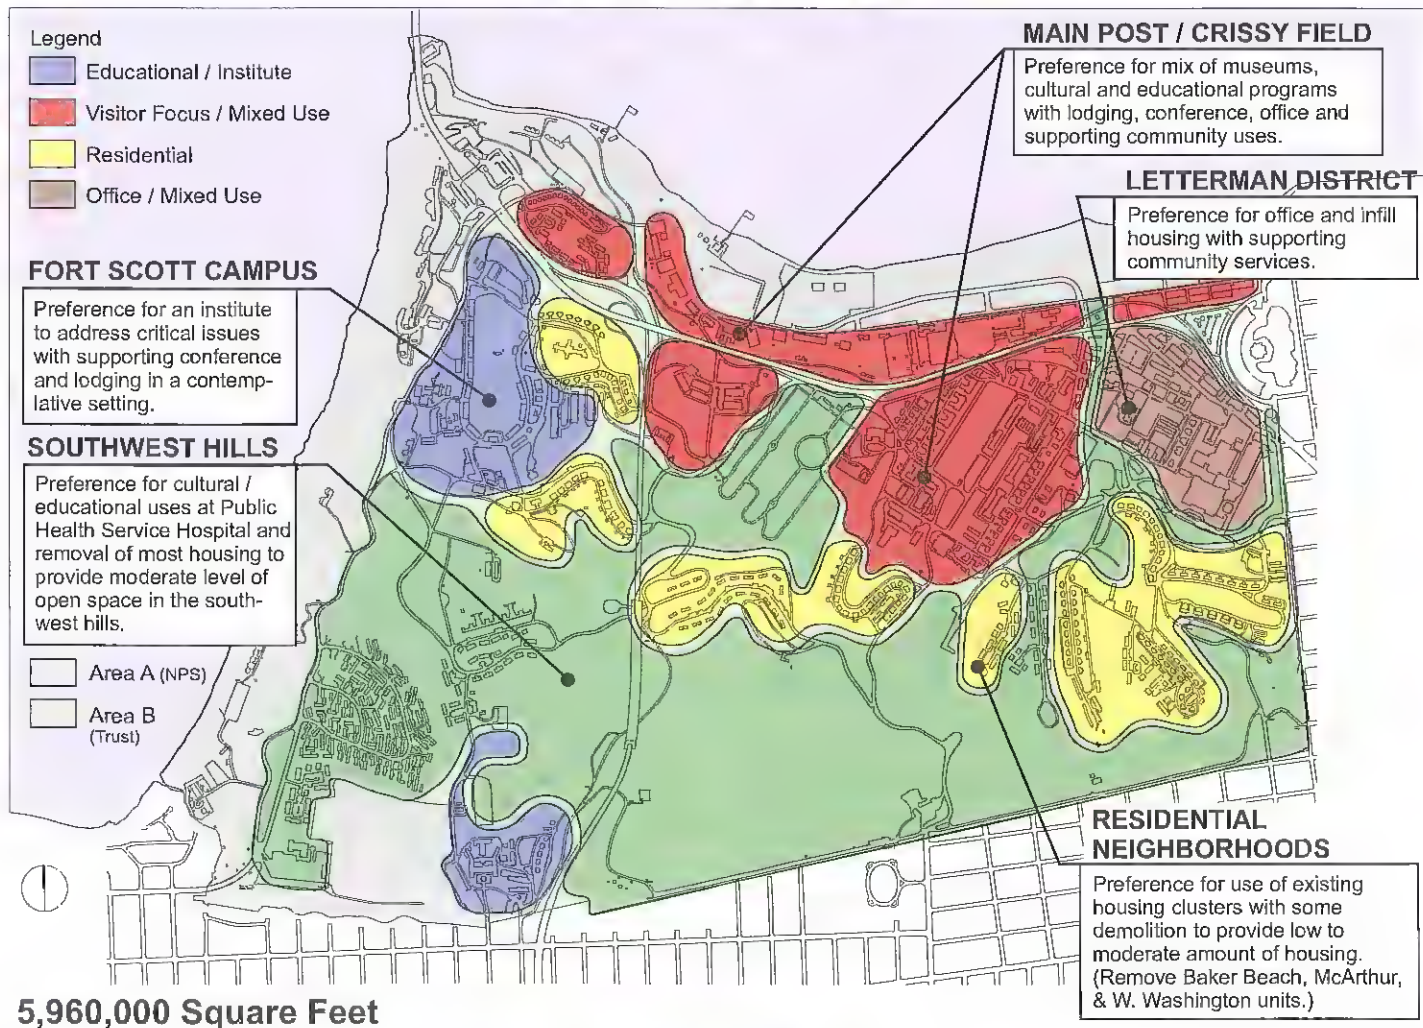 Legend
Educational / Institute
Visitor Focus / Mixed Use
Residential
Office / Mixed Use
FORT SCOTT CAMPUS
Preference for an institute
to address critical issues
with supporting conference
and lodging in a contemp-
lative setting.
SOUTHWEST HILLS
Preference for cultural /
educational uses at Public
Health Service Hospital and
removal of most housing to
provide moderate level of
open space in the south-
west hills.
Area A (NPS)
Area B
(Trust)
MAIN POST / CRISSY FIELD
Preference for mix of museums,
cultural and educational programs
with lodging, conference, office and
supporting community uses.
LETTERMAN DISTRICT
Preference for office and infill
housing with supporting
community services.
RESIDENTIAL
NEIGHBORHOODS
Preference for use of existing
housing clusters with some
demolition to provide low to
moderate amount of housing.
(Remove Baker Beach, McArthur,
& W. Washington units.)
5,960,000 Square Feet